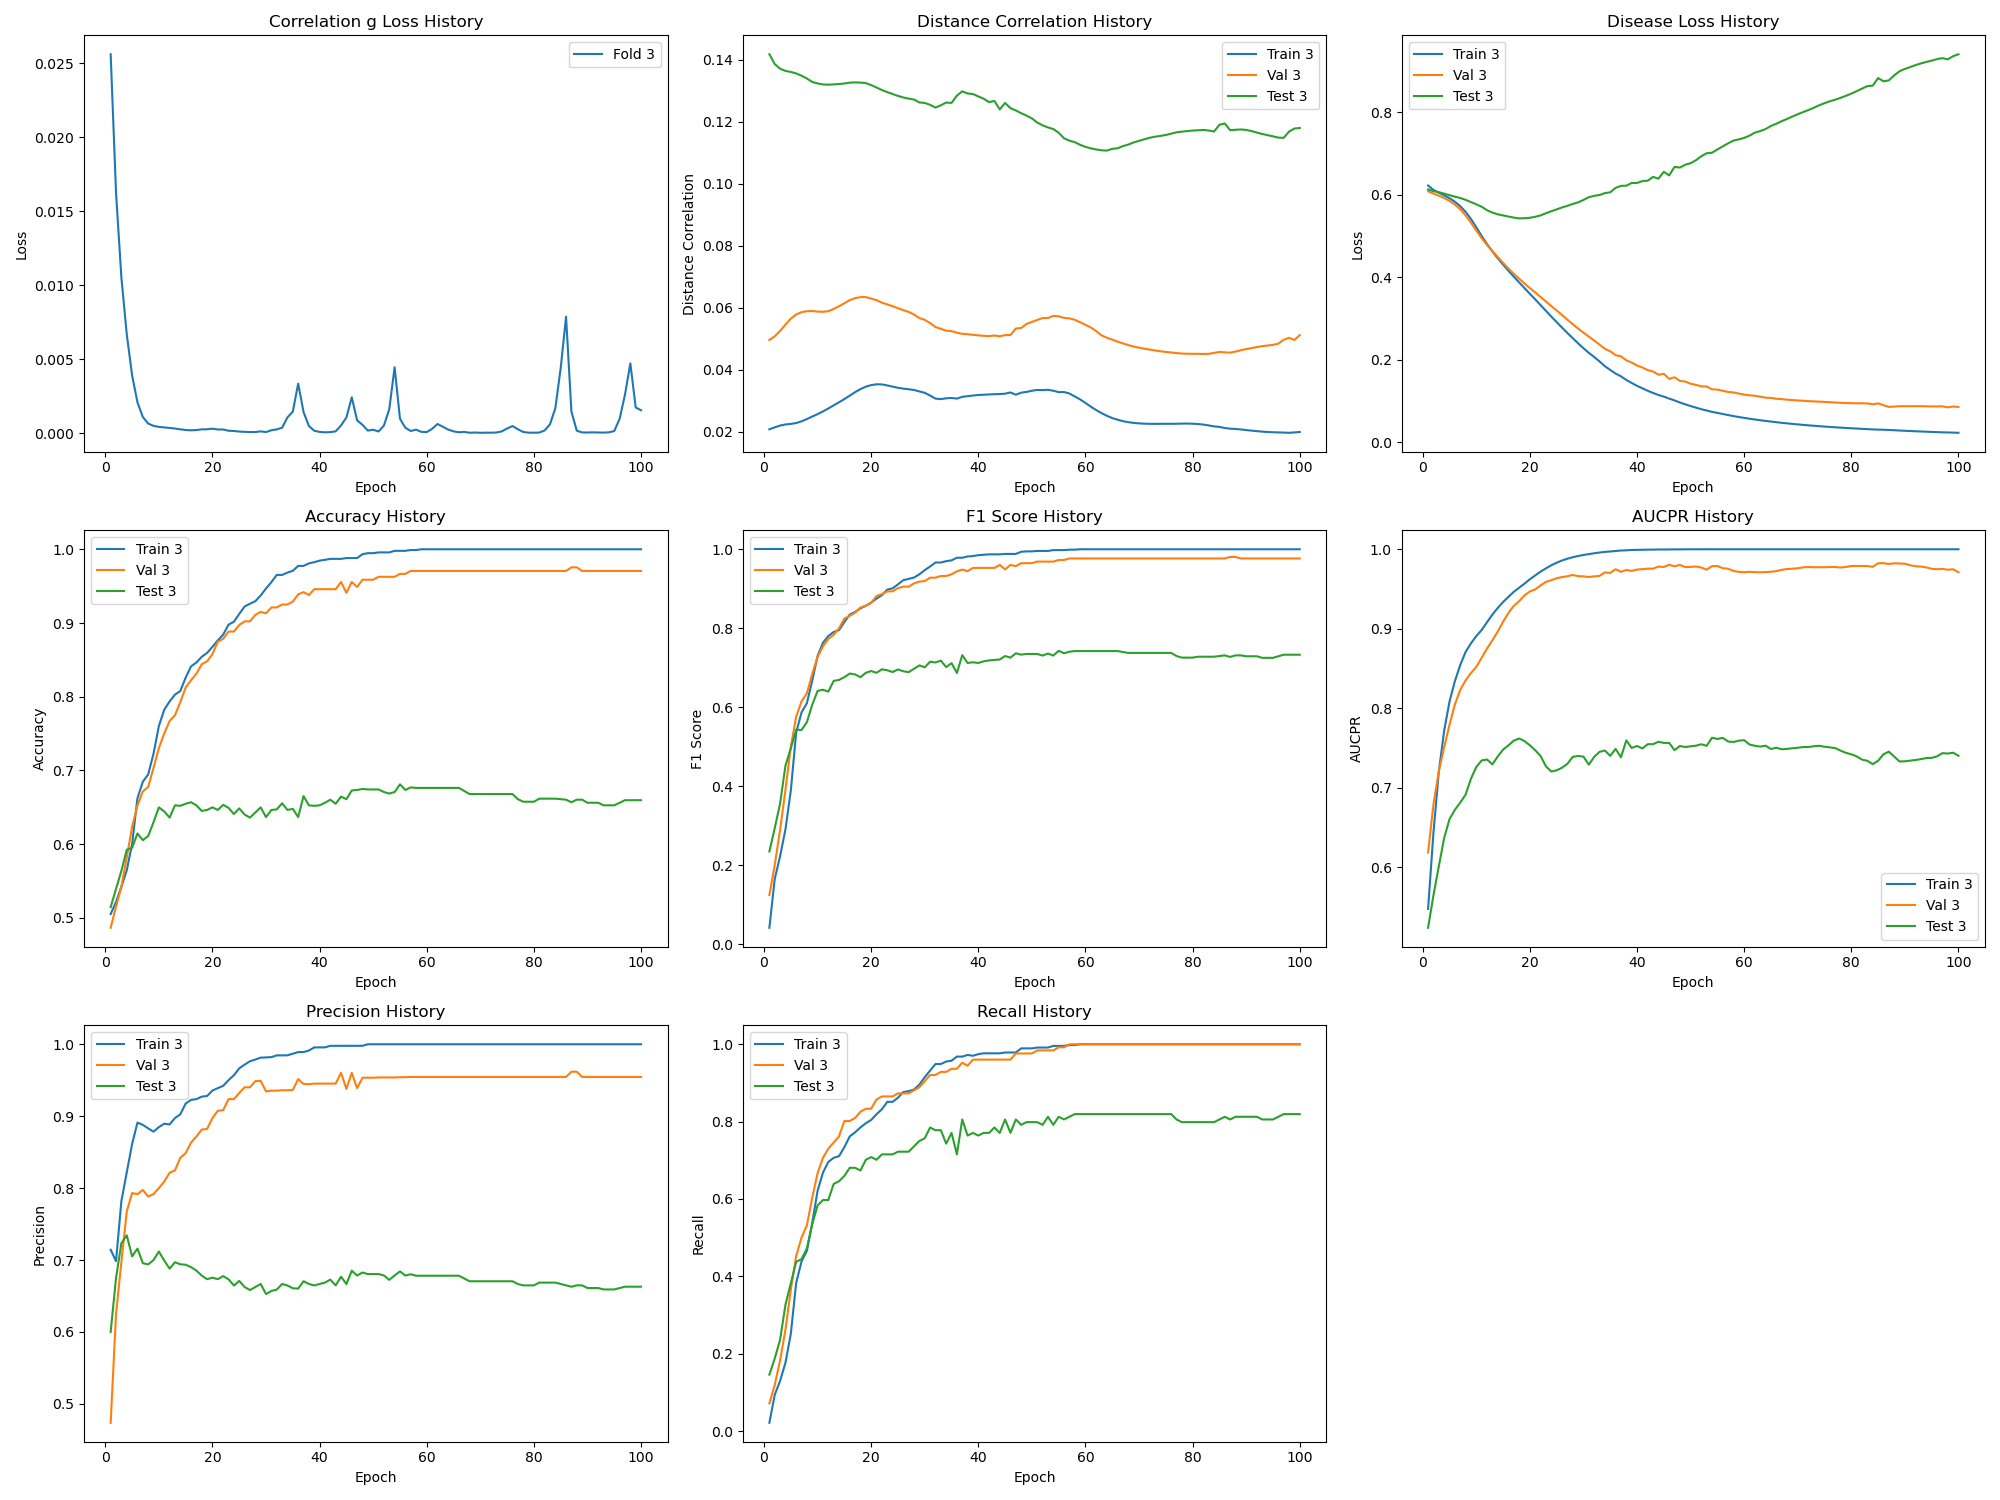 Correlation g Loss History
Fold 3
0.025
0.020
0.015
0.010
0.005
0.000
Loss
0 20 40 60 80 100
Epoch
Distance Correlation History
Train 3
Val 3
Test 3
0.14
0.12
0.10
0.08
0.06
0.04
0.02
Distance Correlation
0 20 40 60 80 100
Epoch
Disease Loss History
Train 3
Val 3
Test 3
0.8
0.6
0.4
0.2
0.0
Loss
0 20 40 60 80 100
Epoch
Accuracy History
Train 3
Val 3
Test 3
1.0
0.9
0.8
0.7
0.6
0.5
Accuracy
0 20 40 60 80 100
Epoch
F1 Score History
Train 3
Val 3
Test 3
1.0
0.8
0.6
0.4
0.2
0.0
F1 Score
0 20 40 60 80 100
Epoch
AUCPR History
1.0
0.9
0.8
0.7
0.6
AUCPR
Train 3
Val 3
Test 3
0 20 40 60 80 100
Epoch
Precision History
Train 3
Val 3
Test 3
1.0
0.9
0.8
0.7
0.6
0.5
Precision
0 20 40 60 80 100
Epoch
Recall History
Train 3
Val 3
Test 3
1.0
0.8
0.6
0.4
0.2
0.0
Recall
0 20 40 60 80 100
Epoch